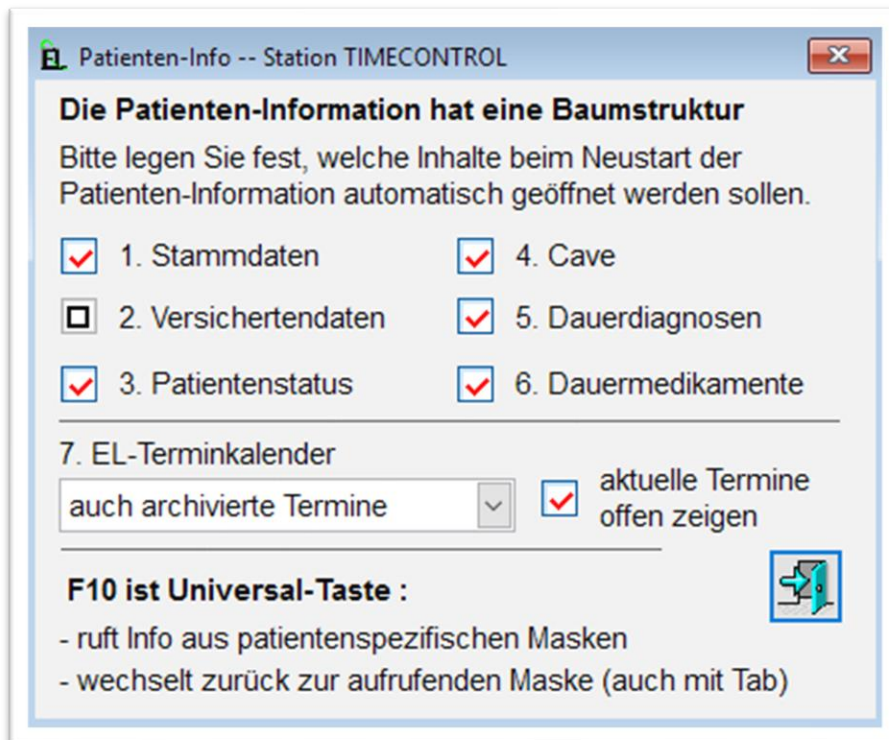 Patienten-Info -- Station TIMECONTROL
Die Patienten-Information hat eine Baumstruktur
Bitte legen Sie fest, welche Inhalte beim Neustart der
Patienten-Information automatisch geöffnet werden sollen.
1. Stammdaten
4. Cave
2. Versichertendaten
5. Dauerdiagnosen
3. Patientenstatus
6. Dauermedikamente
7. EL-Terminkalender
auch archivierte Termine
aktuelle Termine
offen zeigen
F10 ist Universal-Taste :
- ruft Info aus patientenspezifischen Masken
- wechselt zurück zur aufrufenden Maske (auch mit Tab)